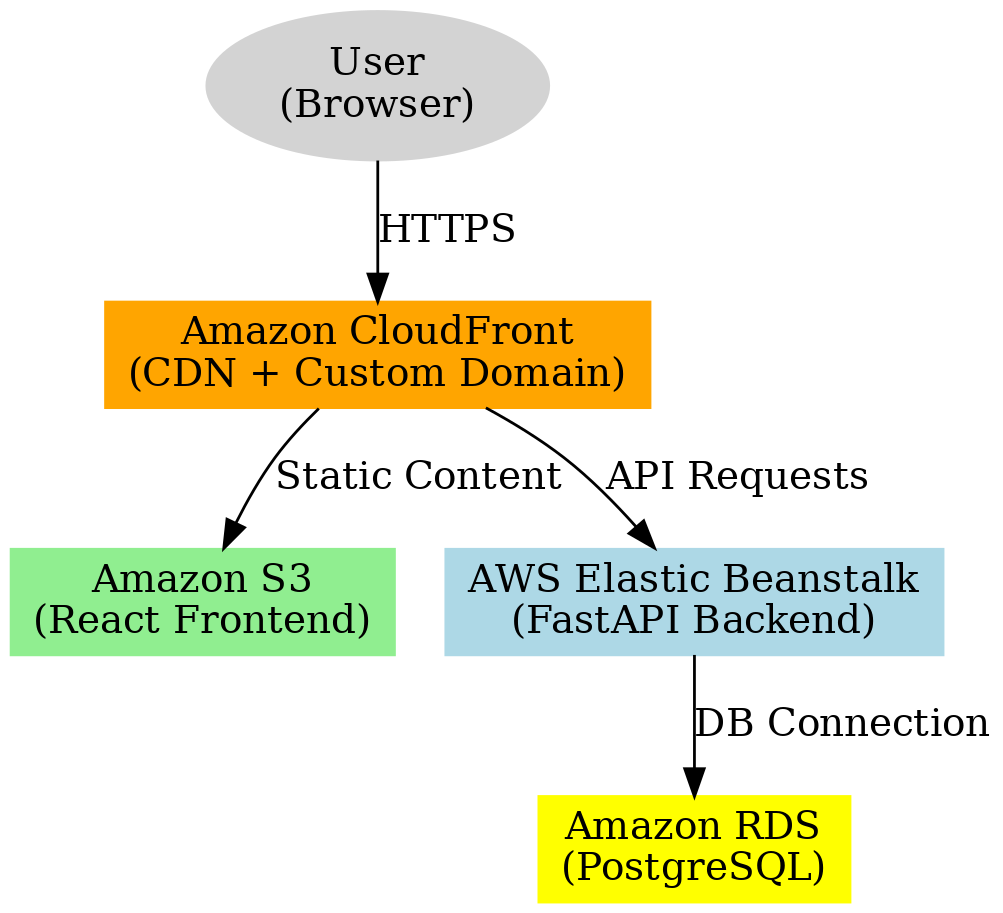 User
(Browser)
HTTPS
Amazon CloudFront
(CDN + Custom Domain)
Static Content
API Requests
Amazon S3
(React Frontend)
AWS Elastic Beanstalk
(FastAPI Backend)
DB Connection
Amazon RDS
(PostgreSQL)